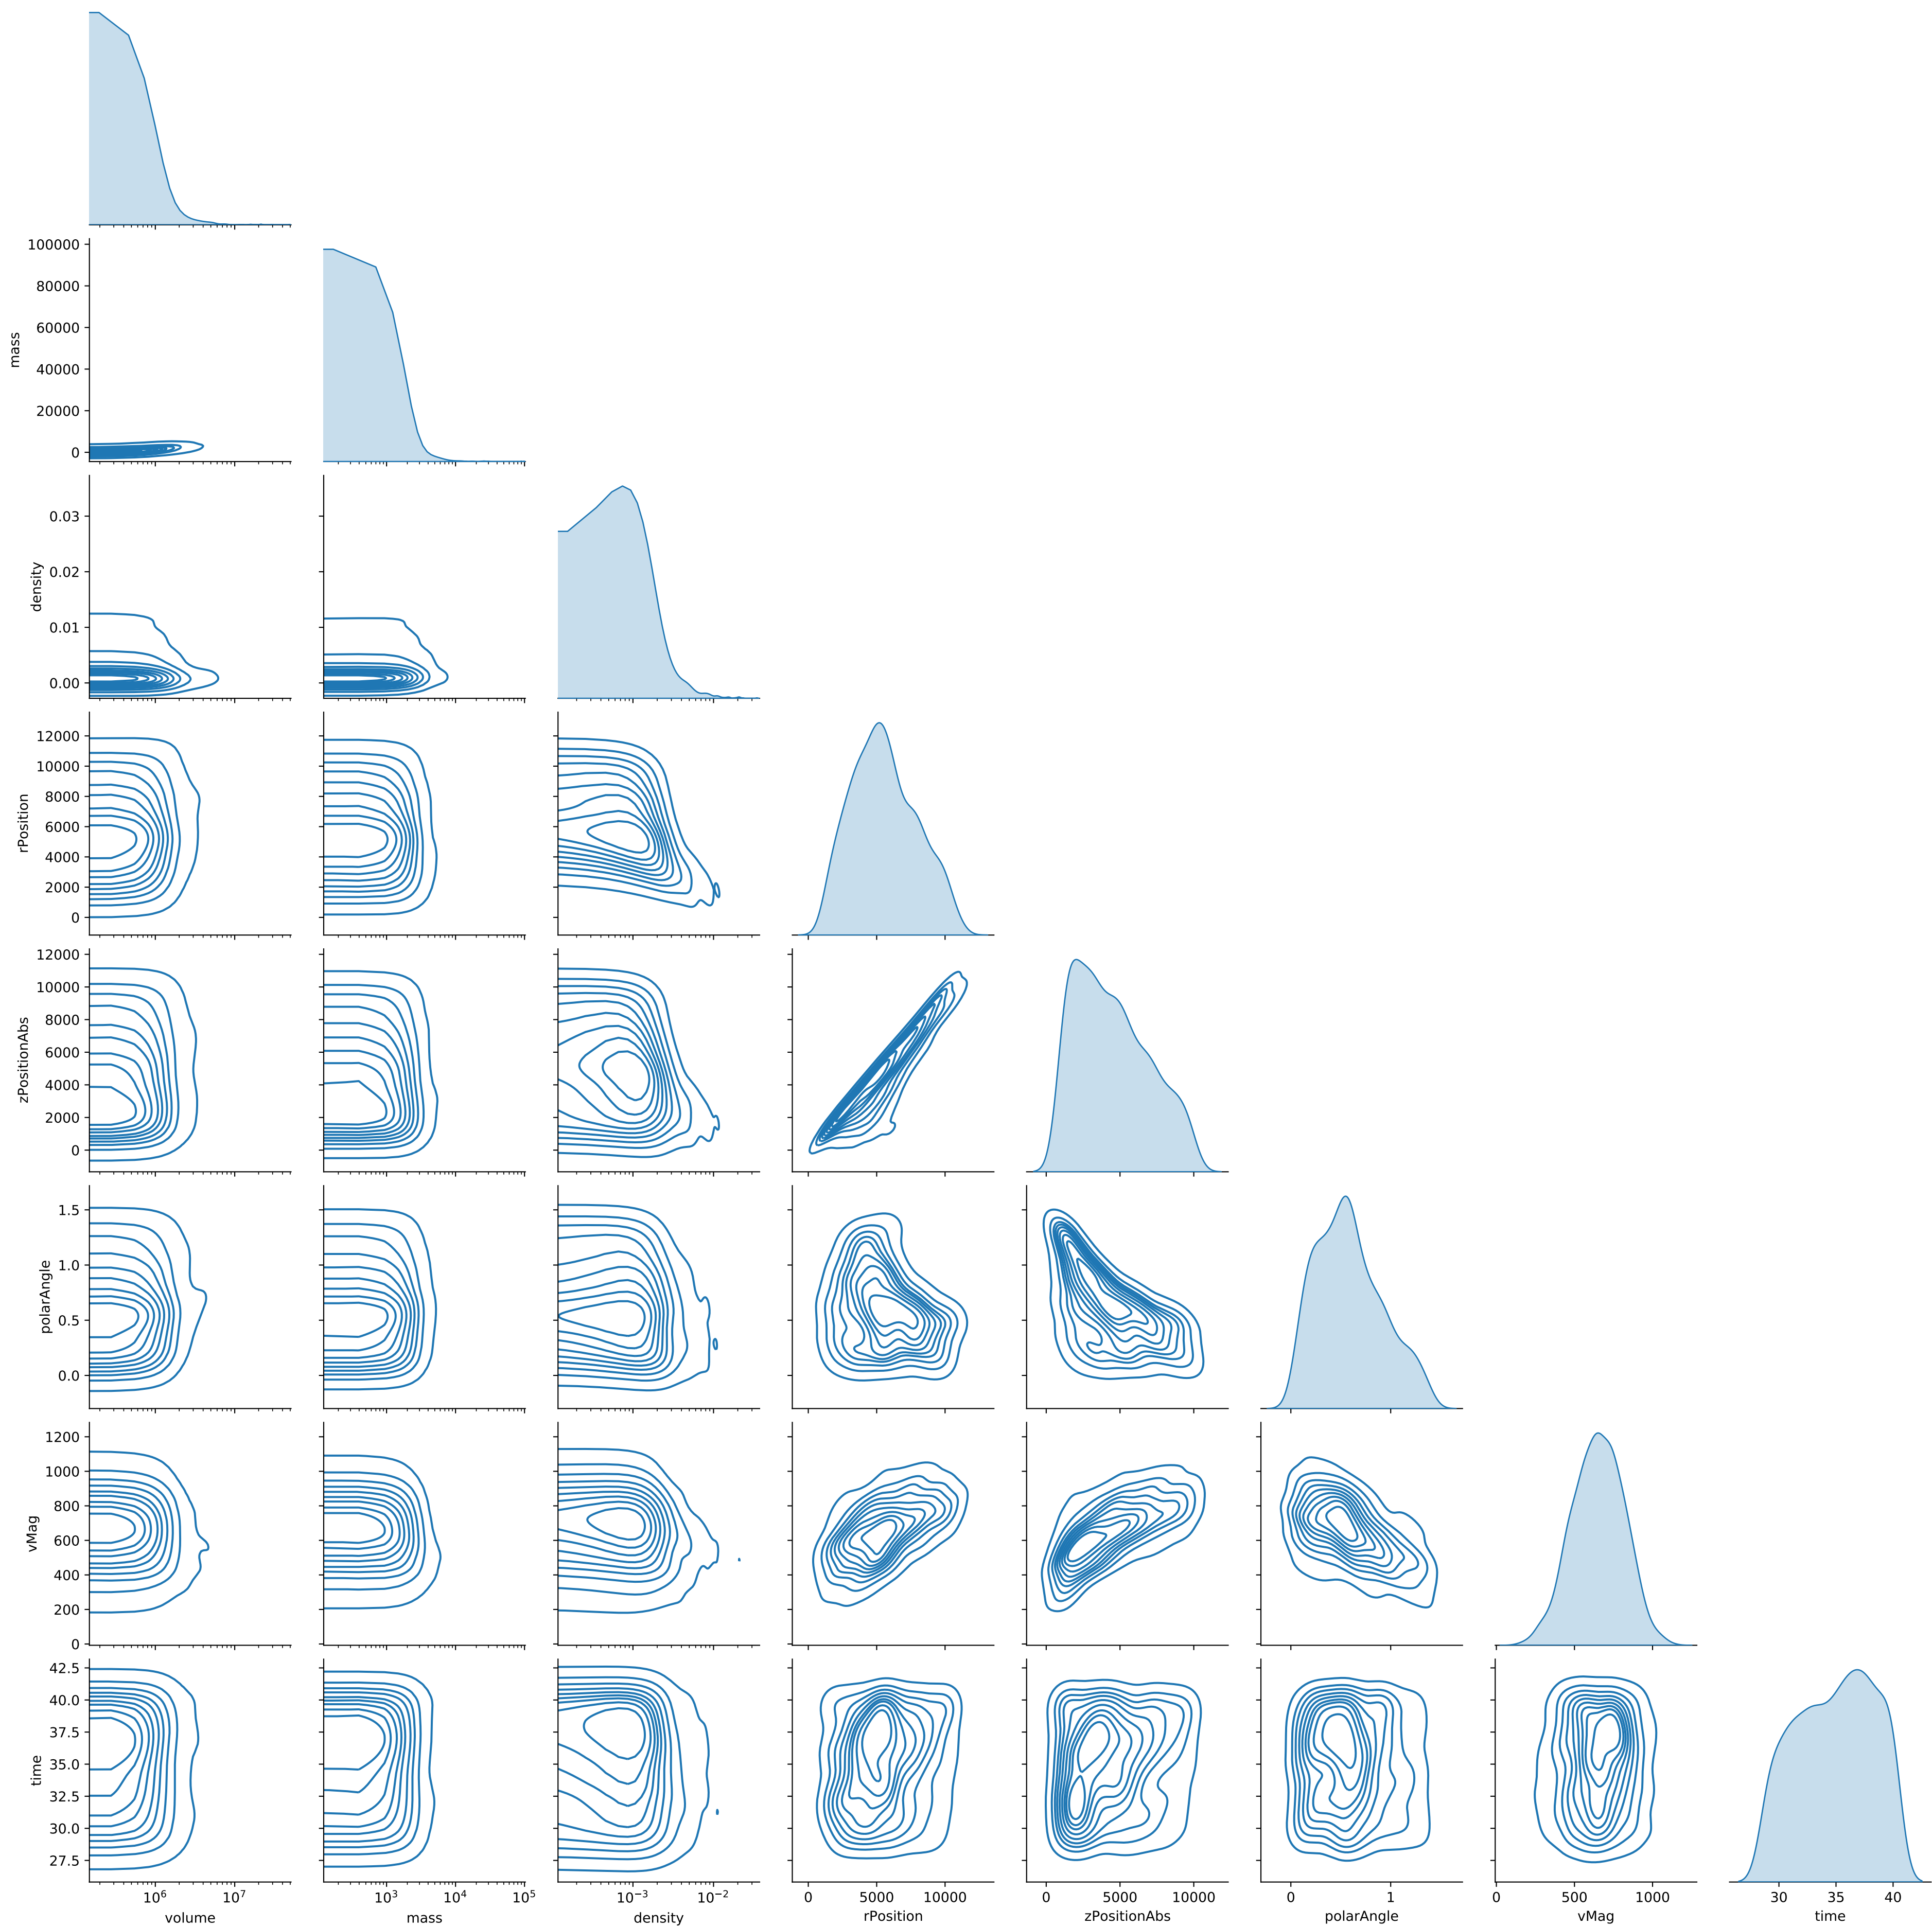 100000
80000
60000
40000
20000
0
mass
0.03
0.02
0.01
0.00
density
12000
10000
8000
6000
4000
2000
0
rPosition
12000
10000
8000
6000
4000
2000
0
zPositionAbs
1.5
1.0
0.5
0.0
polarAngle
1200
1000
800
600
400
200
0
vMag
42.5
40.0
37.5
35.0
32.5
30.0
27.5
time
10⁶ 10⁷
volume
10³ 10⁴ 10⁵
mass
10⁻³ 10⁻²
density
0 5000 10000
rPosition
0 5000 10000
zPositionAbs
0 1
polarAngle
0 500 1000
vMag
30 35 40
time